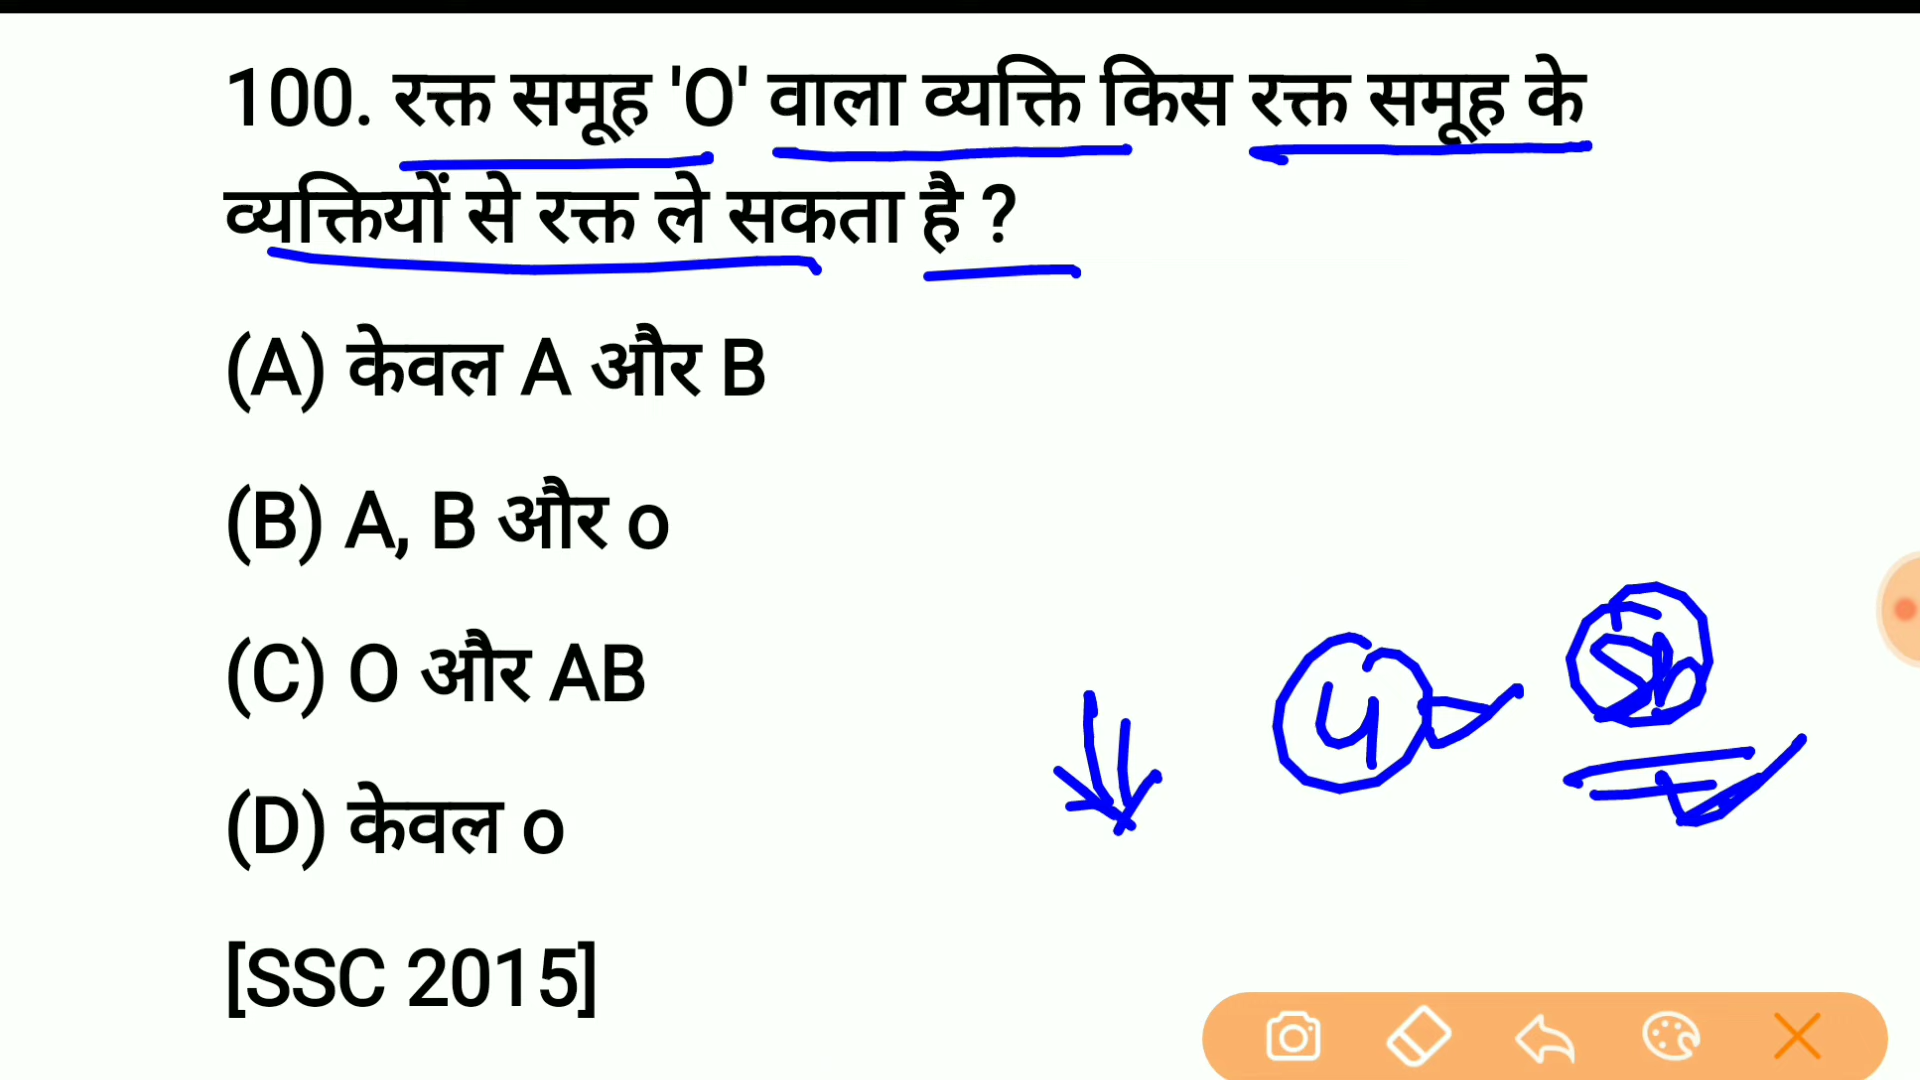 100. रक्त समूह 'O' वाला व्यक्ति किस रक्त समूह के
व्यक्तियों से रक्त ले सकता है ?
(A) केवल A और B
(B) A, B और o
(C) O और AB
(D) केवल o
[SSC 2015]